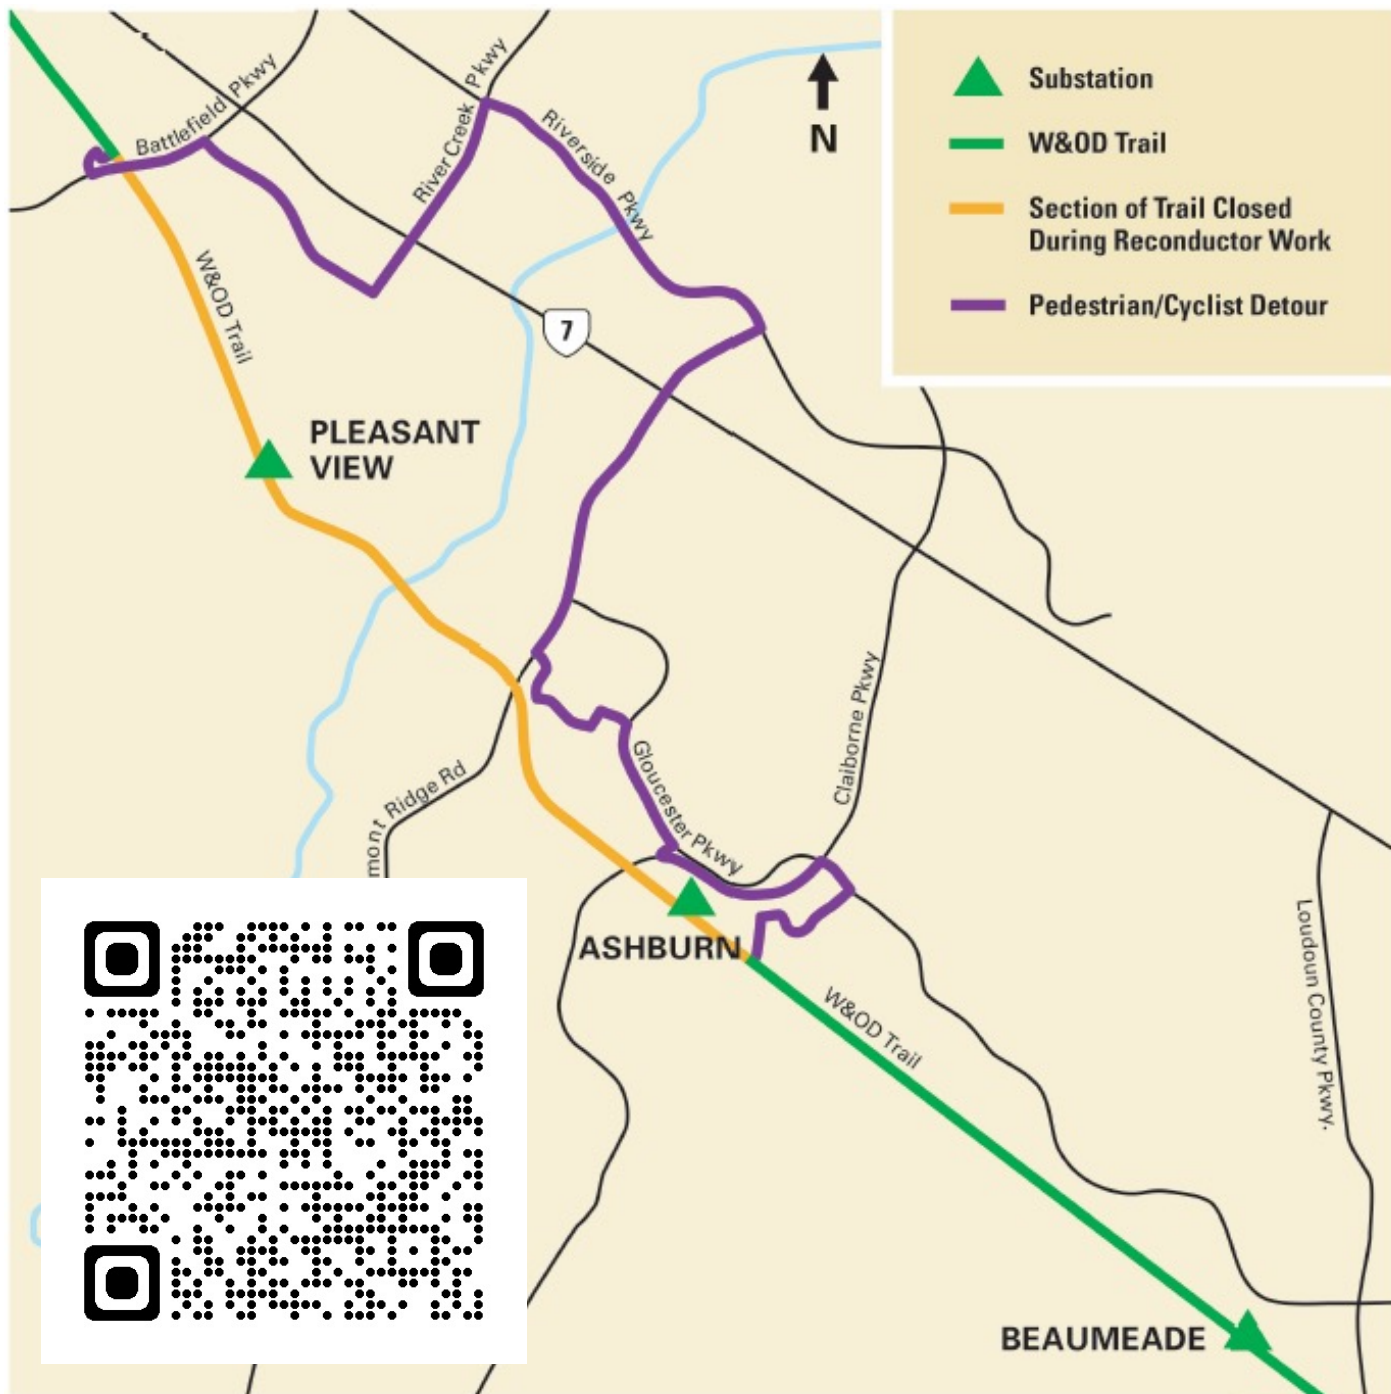 Substation
W&OD Trail
Section of Trail Closed
During Reconductor Work
Pedestrian/Cyclist Detour
N
Battlefield Pkwy
River Creek Pkwy
Riverside Pkwy
W&OD Trail
7
PLEASANT
VIEW
Claiborne Pkwy
Gloucester Pkwy
mont Ridge Rd
ASHBURN
W&OD Trail
Loudoun County Pkwy.
BEAUMEADE